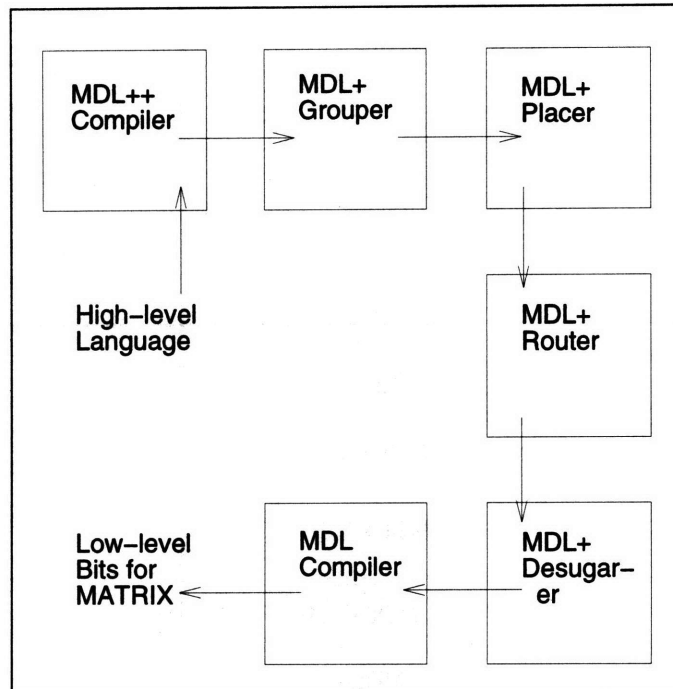 MDL++
Compiler
MDL+
Grouper
MDL+
Placer
High–level
Language
MDL+
Router
Low–level
Bits for
MATRIX
MDL
Compiler
MDL+
Desugar–
er